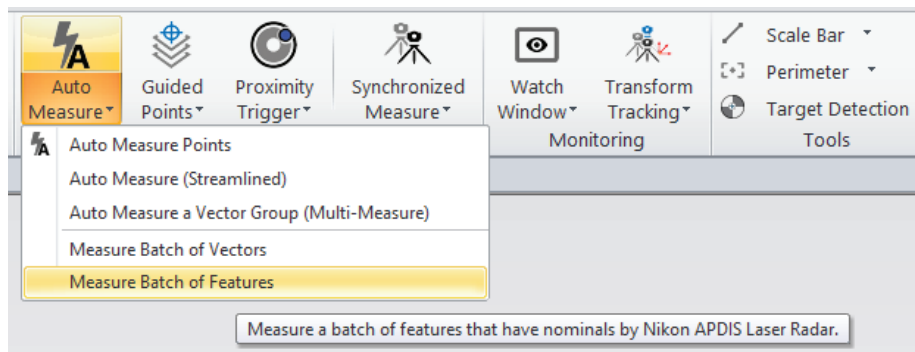 Auto Measure
Guided Points
Proximity Trigger
Synchronized Measure
Watch Window
Transform Tracking
Scale Bar
Perimeter
Target Detection
Monitoring
Tools
Auto Measure Points
Auto Measure (Streamlined)
Auto Measure a Vector Group (Multi-Measure)
Measure Batch of Vectors
Measure Batch of Features
Measure a batch of features that have nominals by Nikon APDIS Laser Radar.